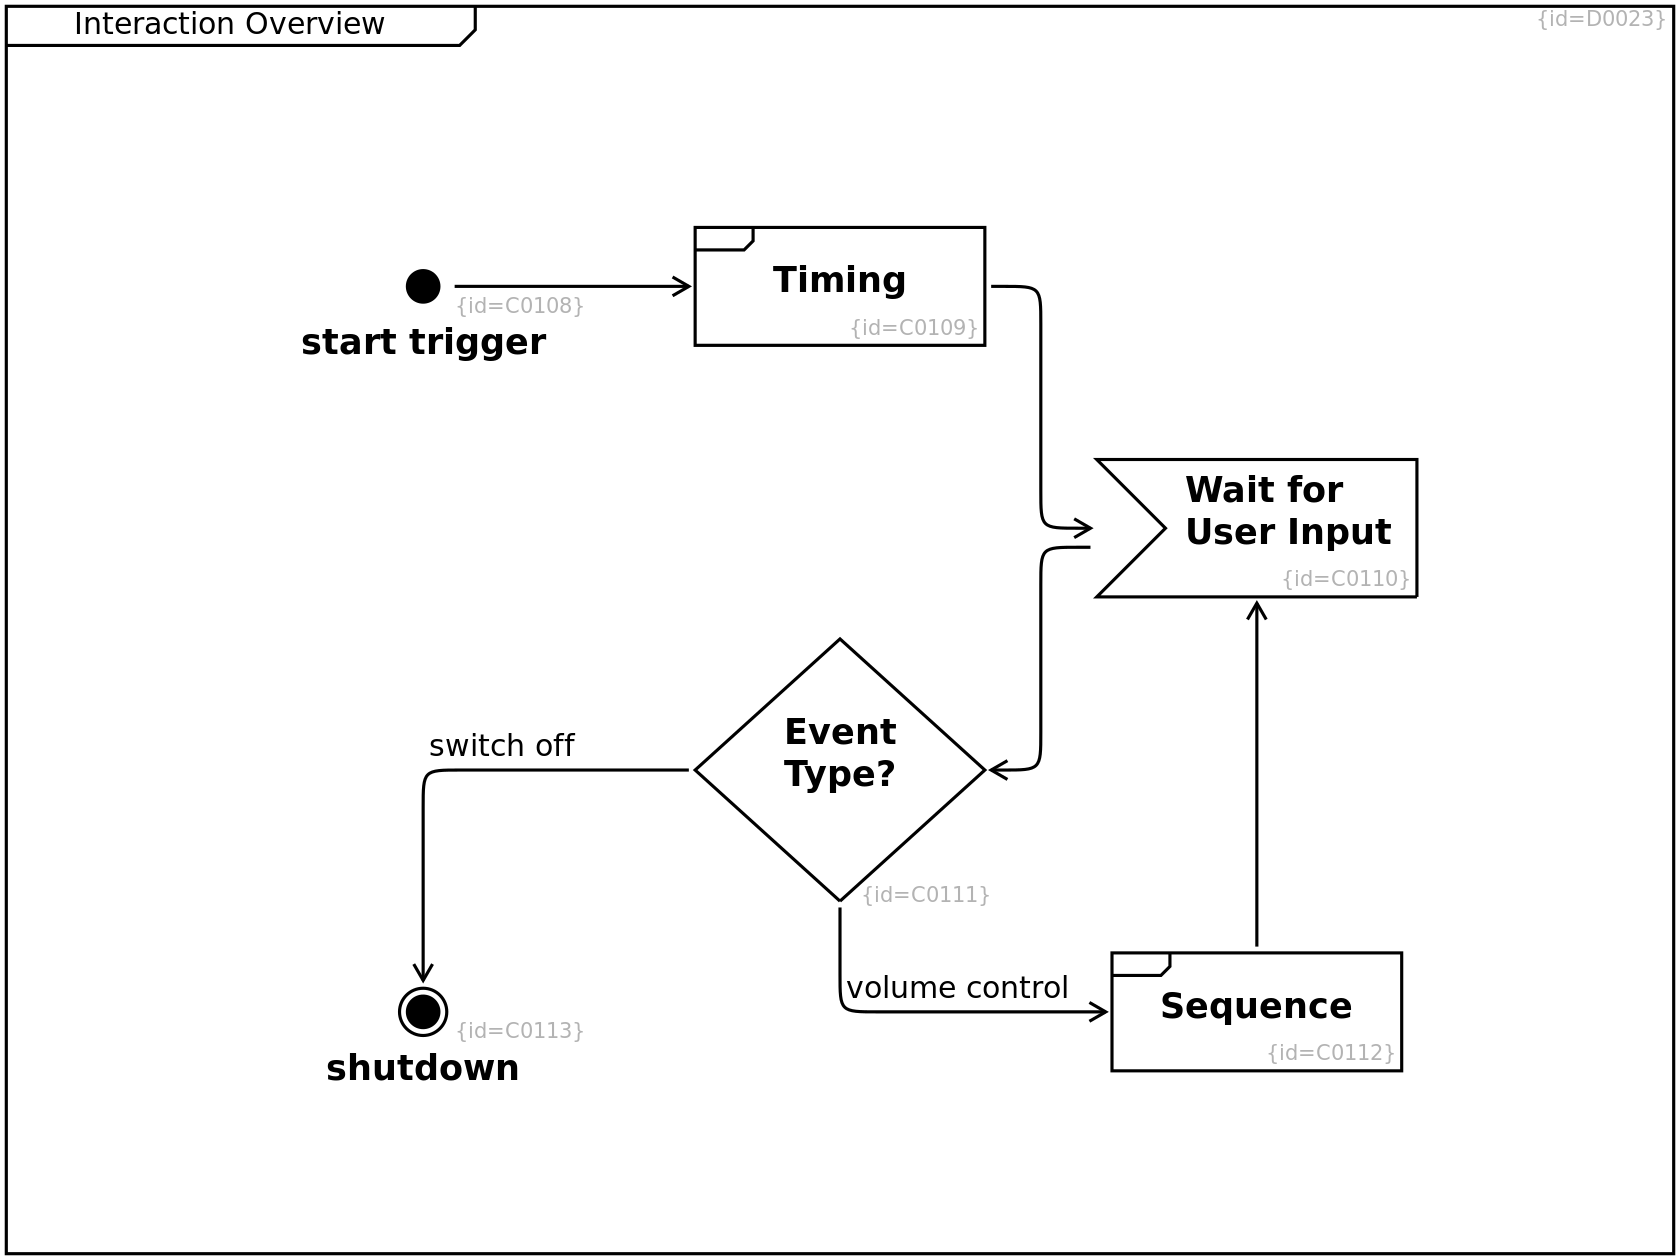 Interaction Overview
{id=D0023}
Timing
{id=C0109}
{id=C0108}
start trigger
Wait for
User Input
{id=C0110}
Event
Type?
{id=C0111}
switch off
volume control
Sequence
{id=C0112}
{id=C0113}
shutdown